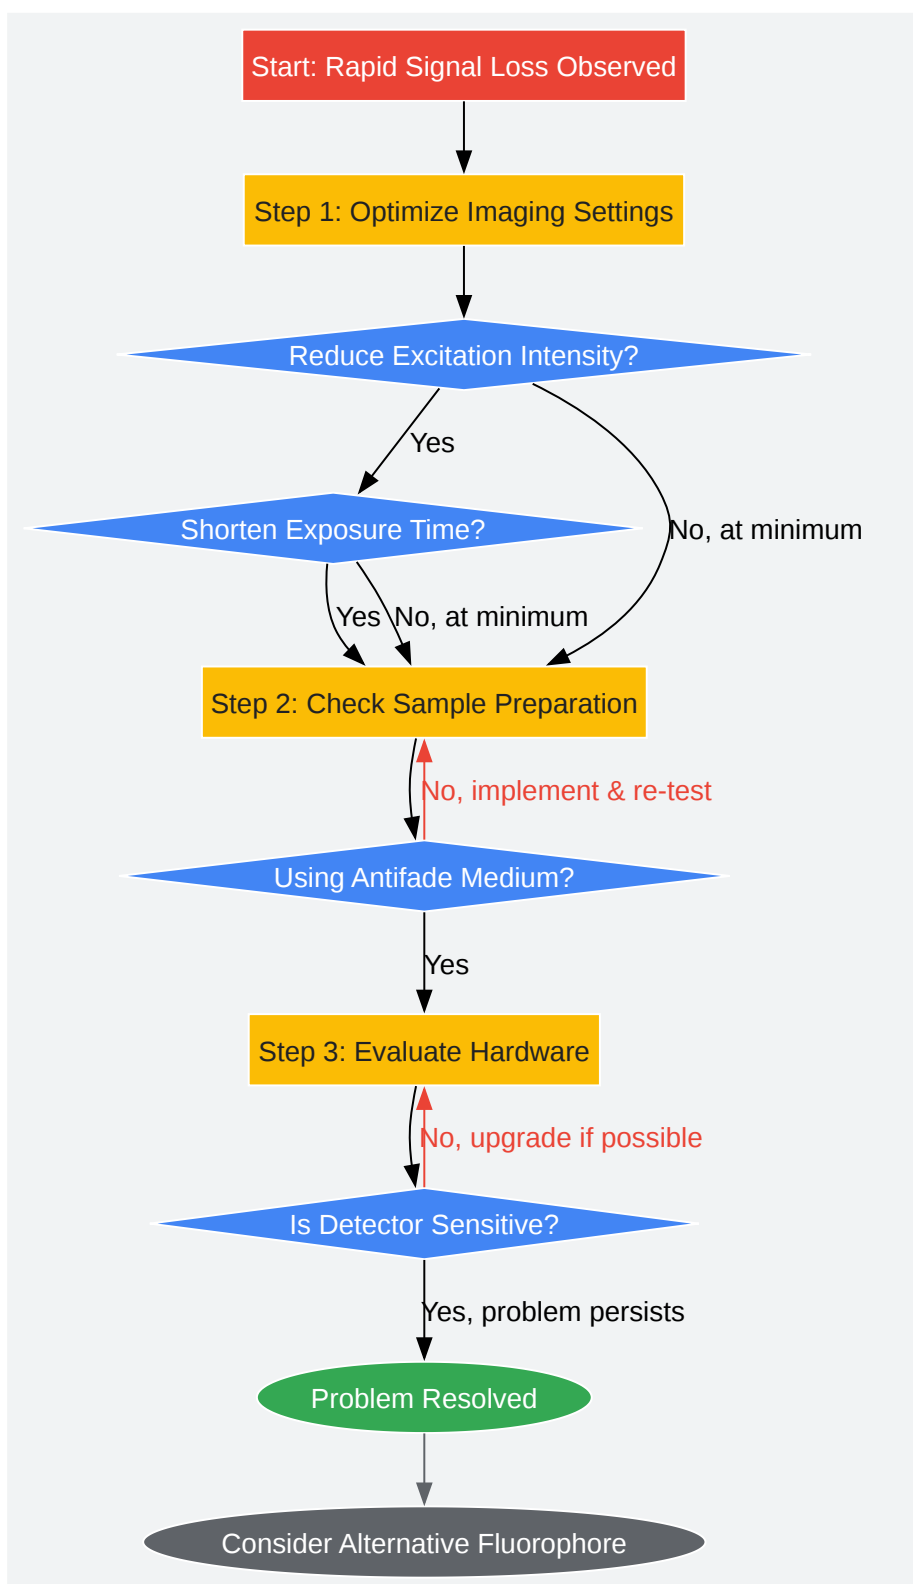 Start: Rapid Signal Loss Observed
Step 1: Optimize Imaging Settings
Reduce Excitation Intensity?
Yes
Shorten Exposure Time?
No, at minimum
Yes
No, at minimum
Step 2: Check Sample Preparation
No, implement & re-test
Using Antifade Medium?
Yes
Step 3: Evaluate Hardware
No, upgrade if possible
Is Detector Sensitive?
Yes, problem persists
Problem Resolved
Consider Alternative Fluorophore